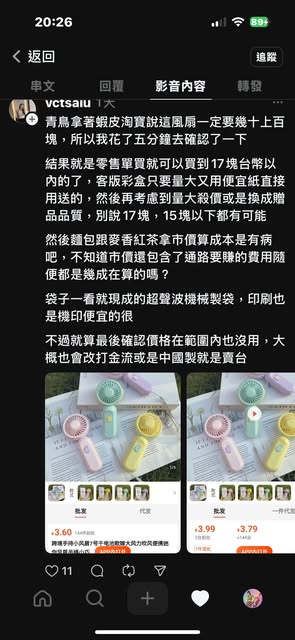 20:26
89+
返回
追蹤
串文
回覆
影音內容
轉發
vctsaiu 1天
青鳥拿著蝦皮淘寶說這風扇一定要幾十上百
塊，所以我花了五分鐘去確認了一下
結果就是零售單買就可以買到17塊台幣以
內的了，客版彩盒只要量大又用便宜紙直接
用送的，然後再考慮到量大殺價或是換成贈
品品質，別說17塊，15塊以下都有可能
然後麵包跟麥香紅茶拿市價算成本是有病
吧，不知道市價還包含了通路要賺的費用隨
便都是幾成在算的嗎？
袋子一看就現成的超聲波機械製袋，印刷也
是機印便宜的很
不過就算最後確認價格在範圍內也沒用，大
概也會改打金流或是中國製就是賣台
批发
代发
¥3.60
跨境手持小风扇7号干电池款
批发
一件代发
¥3.99
¥3.79
11